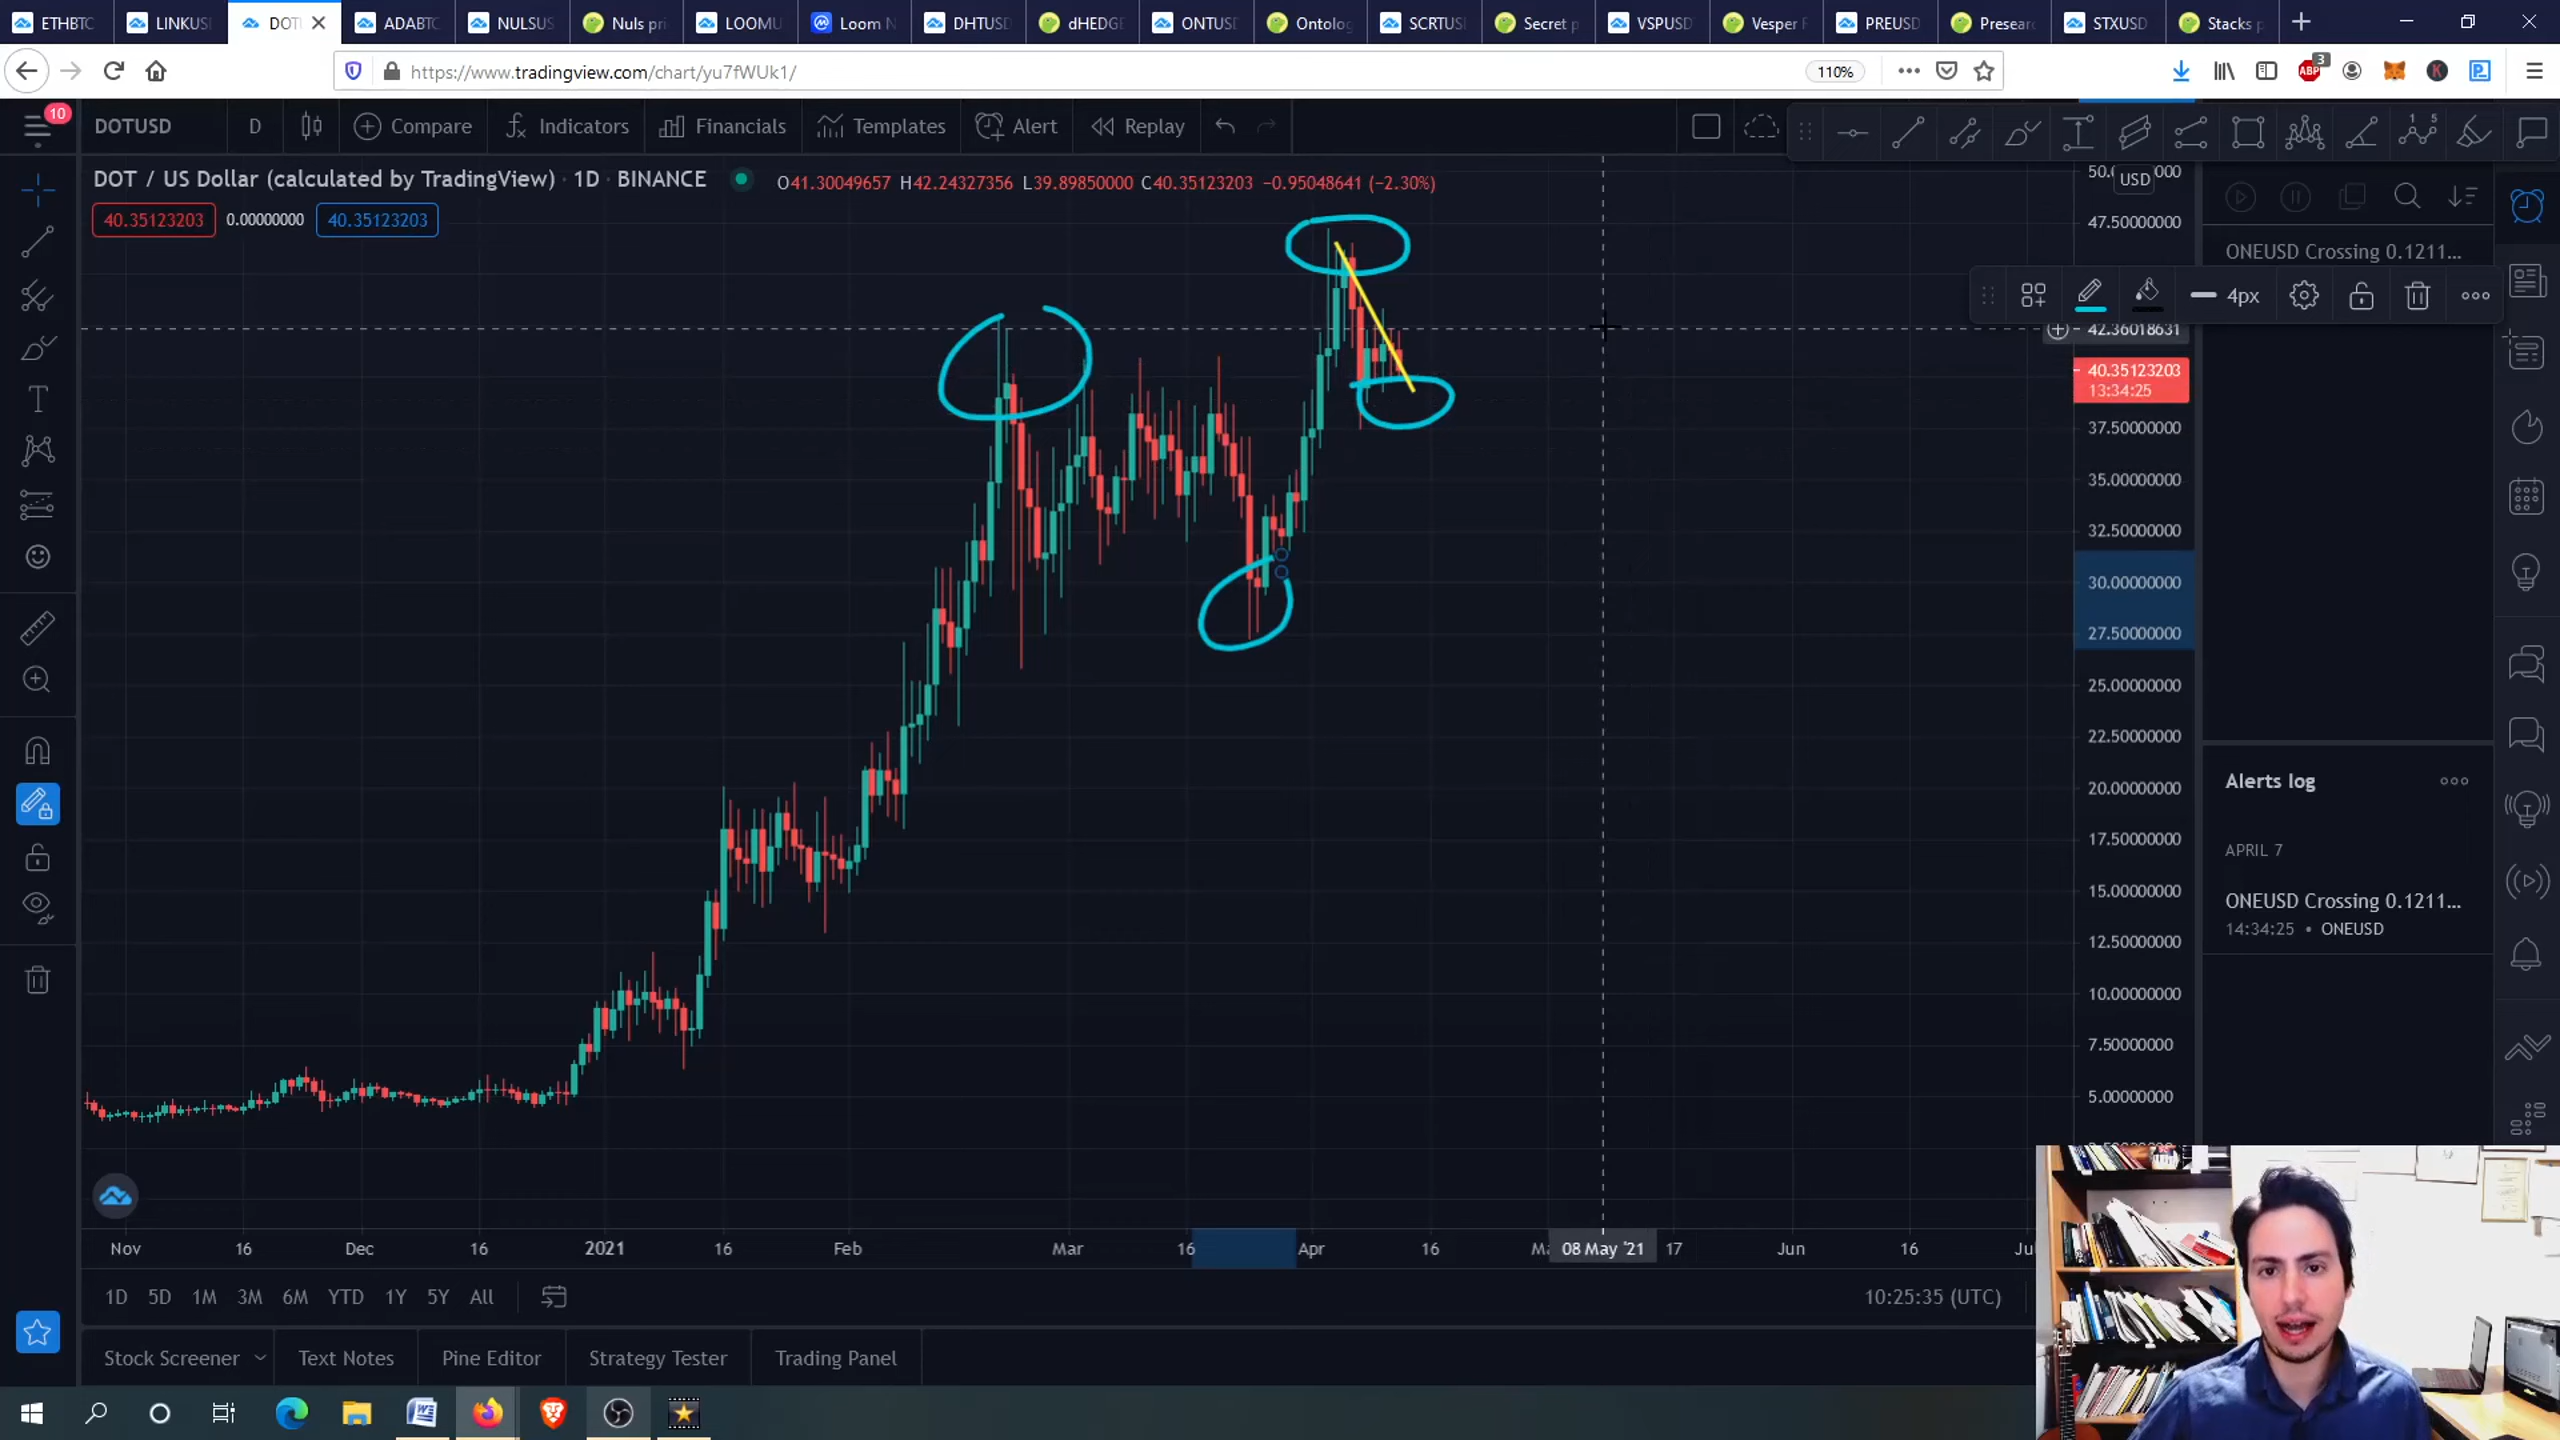 ETHBTC LINKUS DOT ADABTC NULSUS Nuls pri LOOMU Loom N DHTUSD dHEDGE ONTUSD Ontolog SCRTUS Secret p VSPUSD Vesper F PREUSD Presear STXUSD Stacks p
https://www.tradingview.com/chart/yu7fWUk1/ 110% ABP 3
10 DOTUSD D Compare Indicators Financials Templates Alert Replay
DOT / US Dollar (calculated by TradingView) · 1D · BINANCE O41.30049657 H42.24327356 L39.89850000 C40.35123203 −0.95048641 (−2.30%)
USD
40.35123203 0.00000000 40.35123203
47.50000000
ONEUSD Crossing 0.1211...
4px
42.36018631
40.35123203
13:34:25
37.50000000
35.00000000
32.50000000
30.00000000
27.50000000
25.00000000
22.50000000
20.00000000
17.50000000
15.00000000
12.50000000
10.00000000
7.50000000
5.00000000
Alerts log
APRIL 7
ONEUSD Crossing 0.1211...
14:34:25 • ONEUSD
Nov 16 Dec 16 2021 16 Feb Mar 16 Apr 16 08 May '21 17 Jun 16
1D 5D 1M 3M 6M YTD 1Y 5Y All 10:25:35 (UTC)
Stock Screener Text Notes Pine Editor Strategy Tester Trading Panel